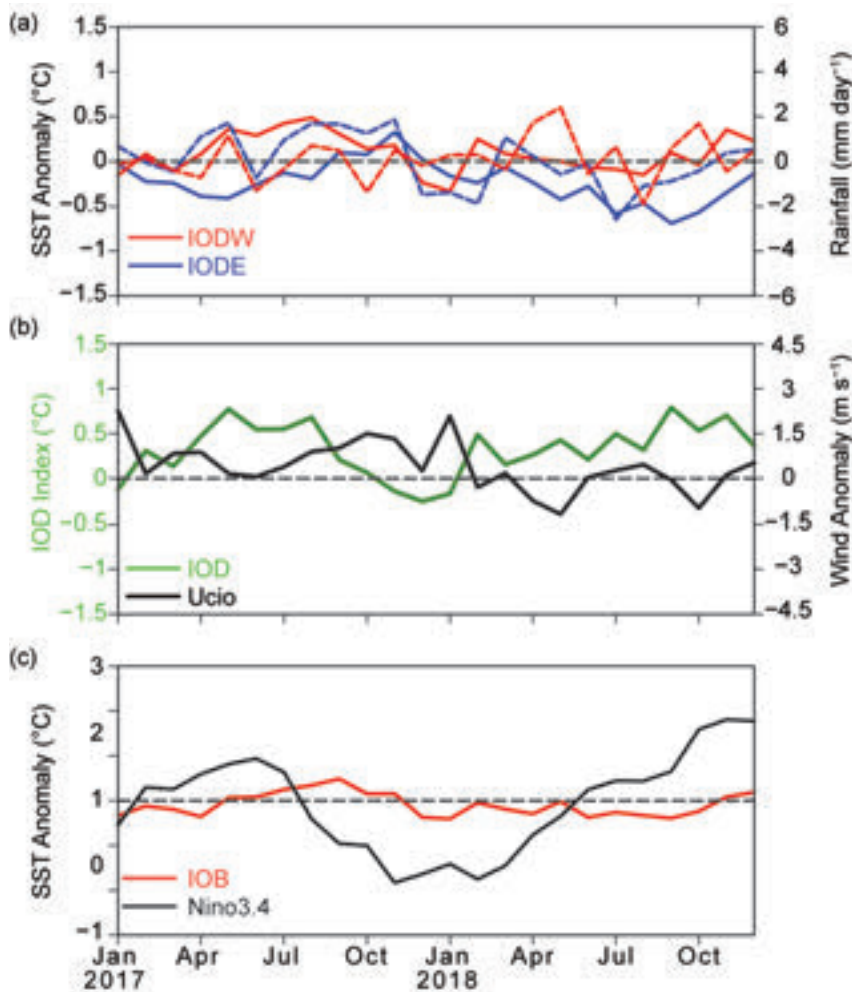 (a)
1.5
1
0.5
0
−0.5
−1
−1.5
SST Anomaly (°C)
6
4
2
0
−2
−4
−6
Rainfall (mm day⁻¹)
IODW
IODE
(b)
1.5
1
0.5
0
−0.5
−1
−1.5
IOD Index (°C)
4.5
3
1.5
0
−1.5
−3
−4.5
Wind Anomaly (m s⁻¹)
IOD
Ucio
(c)
3
2
1
0
−1
SST Anomaly (°C)
IOB
Nino3.4
Jan Apr Jul Oct Jan Apr Jul Oct
2017 2018